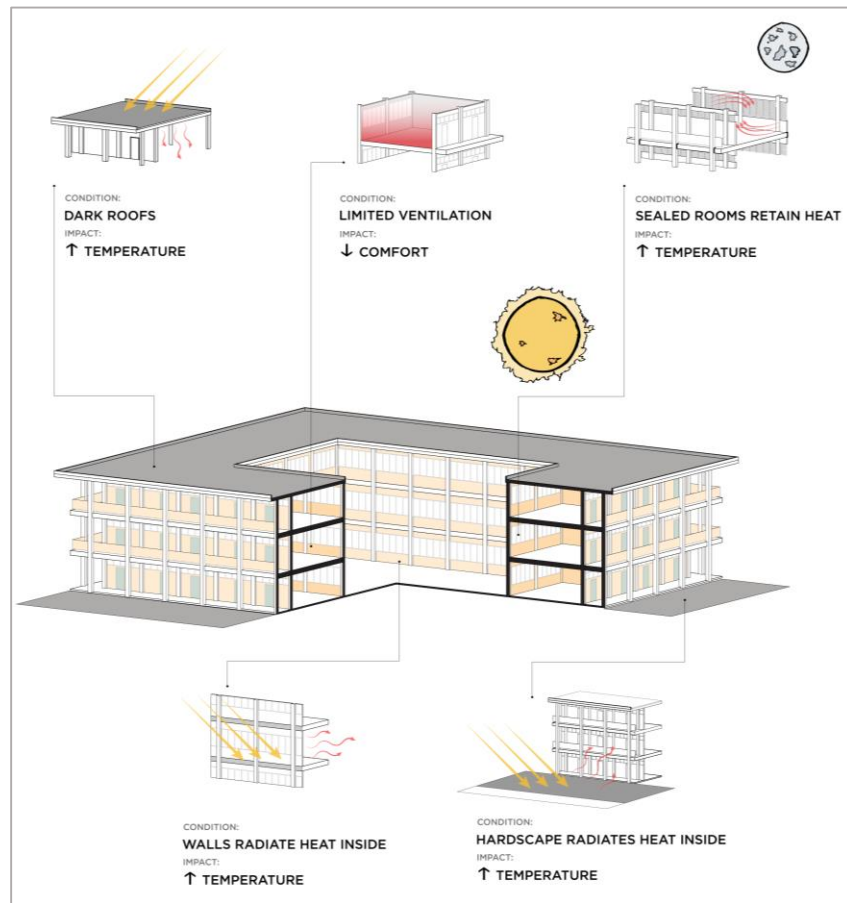 CONDITION:
DARK ROOFS
IMPACT:
↑ TEMPERATURE
CONDITION:
LIMITED VENTILATION
IMPACT:
↓ COMFORT
CONDITION:
SEALED ROOMS RETAIN HEAT
IMPACT:
↑ TEMPERATURE
CONDITION:
WALLS RADIATE HEAT INSIDE
IMPACT:
↑ TEMPERATURE
CONDITION:
HARDSCAPE RADIATES HEAT INSIDE
IMPACT:
↑ TEMPERATURE